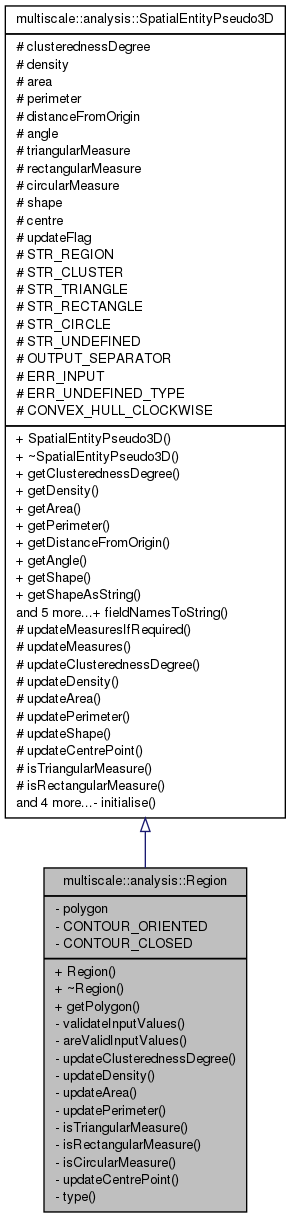 multiscale::analysis::SpatialEntityPseudo3D
# clusterednessDegree
# density
# area
# perimeter
# distanceFromOrigin
# angle
# triangularMeasure
# rectangularMeasure
# circularMeasure
# shape
# centre
# updateFlag
# STR_REGION
# STR_CLUSTER
# STR_TRIANGLE
# STR_RECTANGLE
# STR_CIRCLE
# STR_UNDEFINED
# OUTPUT_SEPARATOR
# ERR_INPUT
# ERR_UNDEFINED_TYPE
# CONVEX_HULL_CLOCKWISE
+ SpatialEntityPseudo3D()
+ ~SpatialEntityPseudo3D()
+ getClusterednessDegree()
+ getDensity()
+ getArea()
+ getPerimeter()
+ getDistanceFromOrigin()
+ getAngle()
+ getShape()
+ getShapeAsString()
and 5 more...+ fieldNamesToString()
# updateMeasuresIfRequired()
# updateMeasures()
# updateClusterednessDegree()
# updateDensity()
# updateArea()
# updatePerimeter()
# updateShape()
# updateCentrePoint()
# isTriangularMeasure()
# isRectangularMeasure()
and 4 more...- initialise()
multiscale::analysis::Region
- polygon
- CONTOUR_ORIENTED
- CONTOUR_CLOSED
+ Region()
+ ~Region()
+ getPolygon()
- validateInputValues()
- areValidInputValues()
- updateClusterednessDegree()
- updateDensity()
- updateArea()
- updatePerimeter()
- isTriangularMeasure()
- isRectangularMeasure()
- isCircularMeasure()
- updateCentrePoint()
- type()